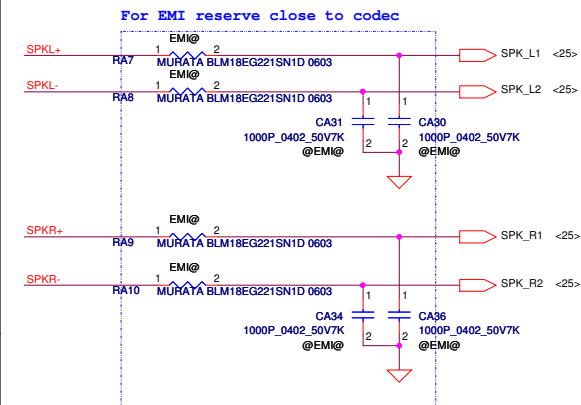 For EMI reserve close to codec
EMI@
SPKL+ 1 2 SPK_L1 <25>
RA7 MURATA BLM18EG221SN1D 0603
EMI@
SPKL- 1 2 SPK_L2 <25>
RA8 MURATA BLM18EG221SN1D 0603
1 1
CA31 CA30
1000P_0402_50V7K 1000P_0402_50V7K
2 2
@EMI@ @EMI@
EMI@
SPKR+ 1 2 SPK_R1 <25>
RA9 MURATA BLM18EG221SN1D 0603
EMI@
SPKR- 1 2 SPK_R2 <25>
RA10 MURATA BLM18EG221SN1D 0603
1 1
CA34 CA36
1000P_0402_50V7K 1000P_0402_50V7K
2 2
@EMI@ @EMI@